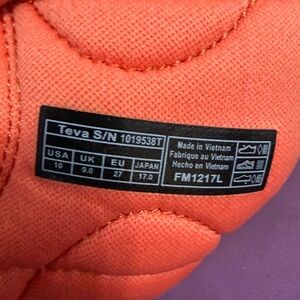 Teva S/N 1019538T
USA UK EU JAPAN
10 9.0 27 17.0
Made in Vietnam
Fabrique au Vietnam
Hecho en Vietnam
FM1217L